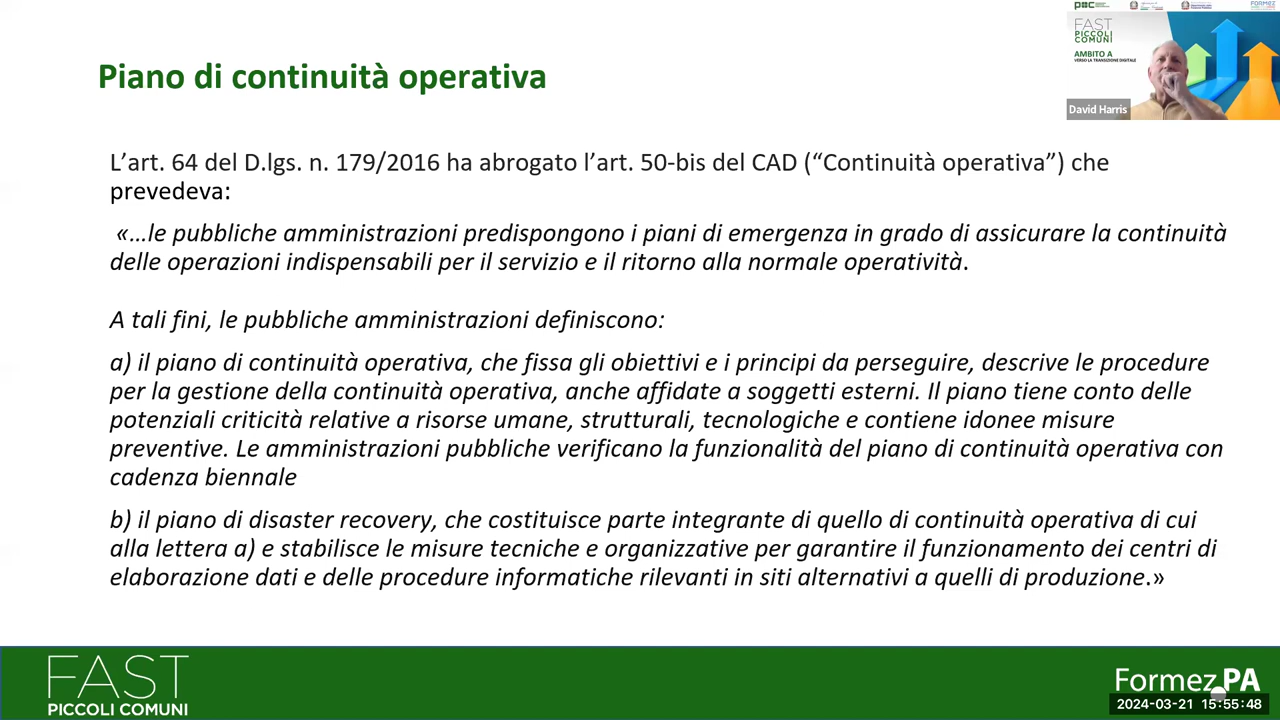 Piano di continuità operativa
FAST
PICCOLI
COMUNI
AMBITO A
VERSO LA TRANSIZIONE DIGITALE
David Harris
L’art. 64 del D.lgs. n. 179/2016 ha abrogato l’art. 50-bis del CAD (“Continuità operativa”) che
prevedeva:
«…le pubbliche amministrazioni predispongono i piani di emergenza in grado di assicurare la continuità
delle operazioni indispensabili per il servizio e il ritorno alla normale operatività.
A tali fini, le pubbliche amministrazioni definiscono:
a) il piano di continuità operativa, che fissa gli obiettivi e i principi da perseguire, descrive le procedure
per la gestione della continuità operativa, anche affidate a soggetti esterni. Il piano tiene conto delle
potenziali criticità relative a risorse umane, strutturali, tecnologiche e contiene idonee misure
preventive. Le amministrazioni pubbliche verificano la funzionalità del piano di continuità operativa con
cadenza biennale
b) il piano di disaster recovery, che costituisce parte integrante di quello di continuità operativa di cui
alla lettera a) e stabilisce le misure tecniche e organizzative per garantire il funzionamento dei centri di
elaborazione dati e delle procedure informatiche rilevanti in siti alternativi a quelli di produzione.»
FAST
PICCOLI COMUNI
Formez PA
2024-03-21 15:55:48